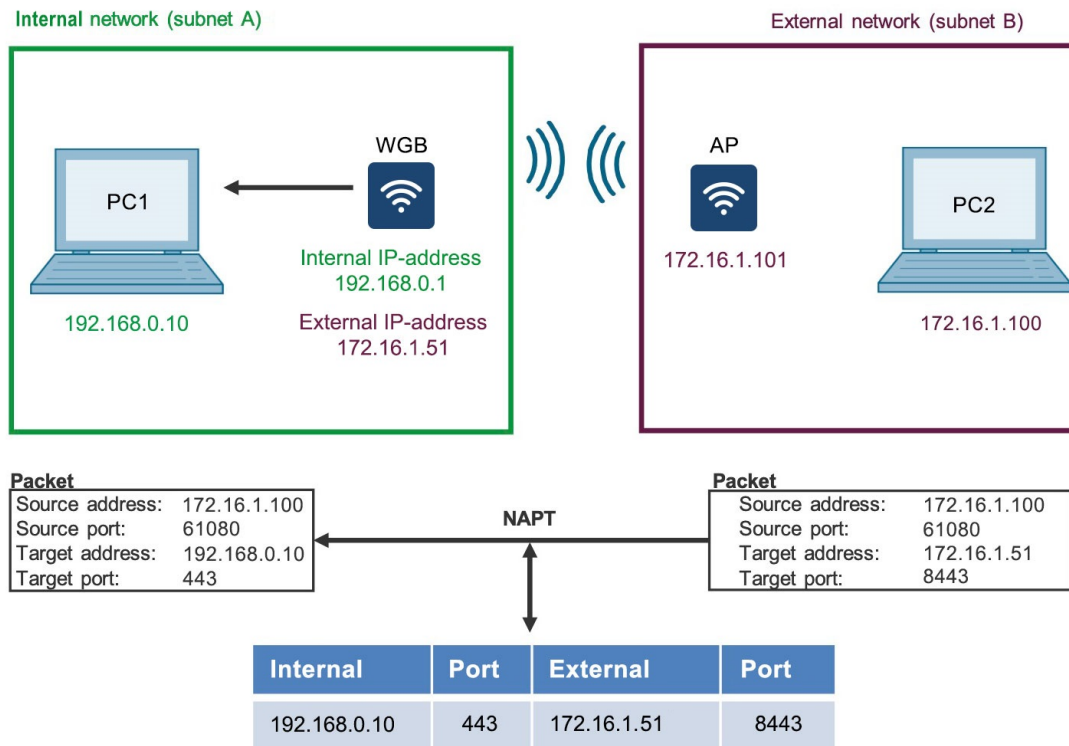 Internal network (subnet A)
External network (subnet B)
WGB
AP
PC1
PC2
Internal IP-address
192.168.0.1
172.16.1.101
192.168.0.10
External IP-address
172.16.1.51
172.16.1.100
Packet
Source address: 172.16.1.100
Source port: 61080
Target address: 192.168.0.10
Target port: 443
NAPT
Packet
Source address: 172.16.1.100
Source port: 61080
Target address: 172.16.1.51
Target port: 8443
Internal Port External Port
192.168.0.10 443 172.16.1.51 8443